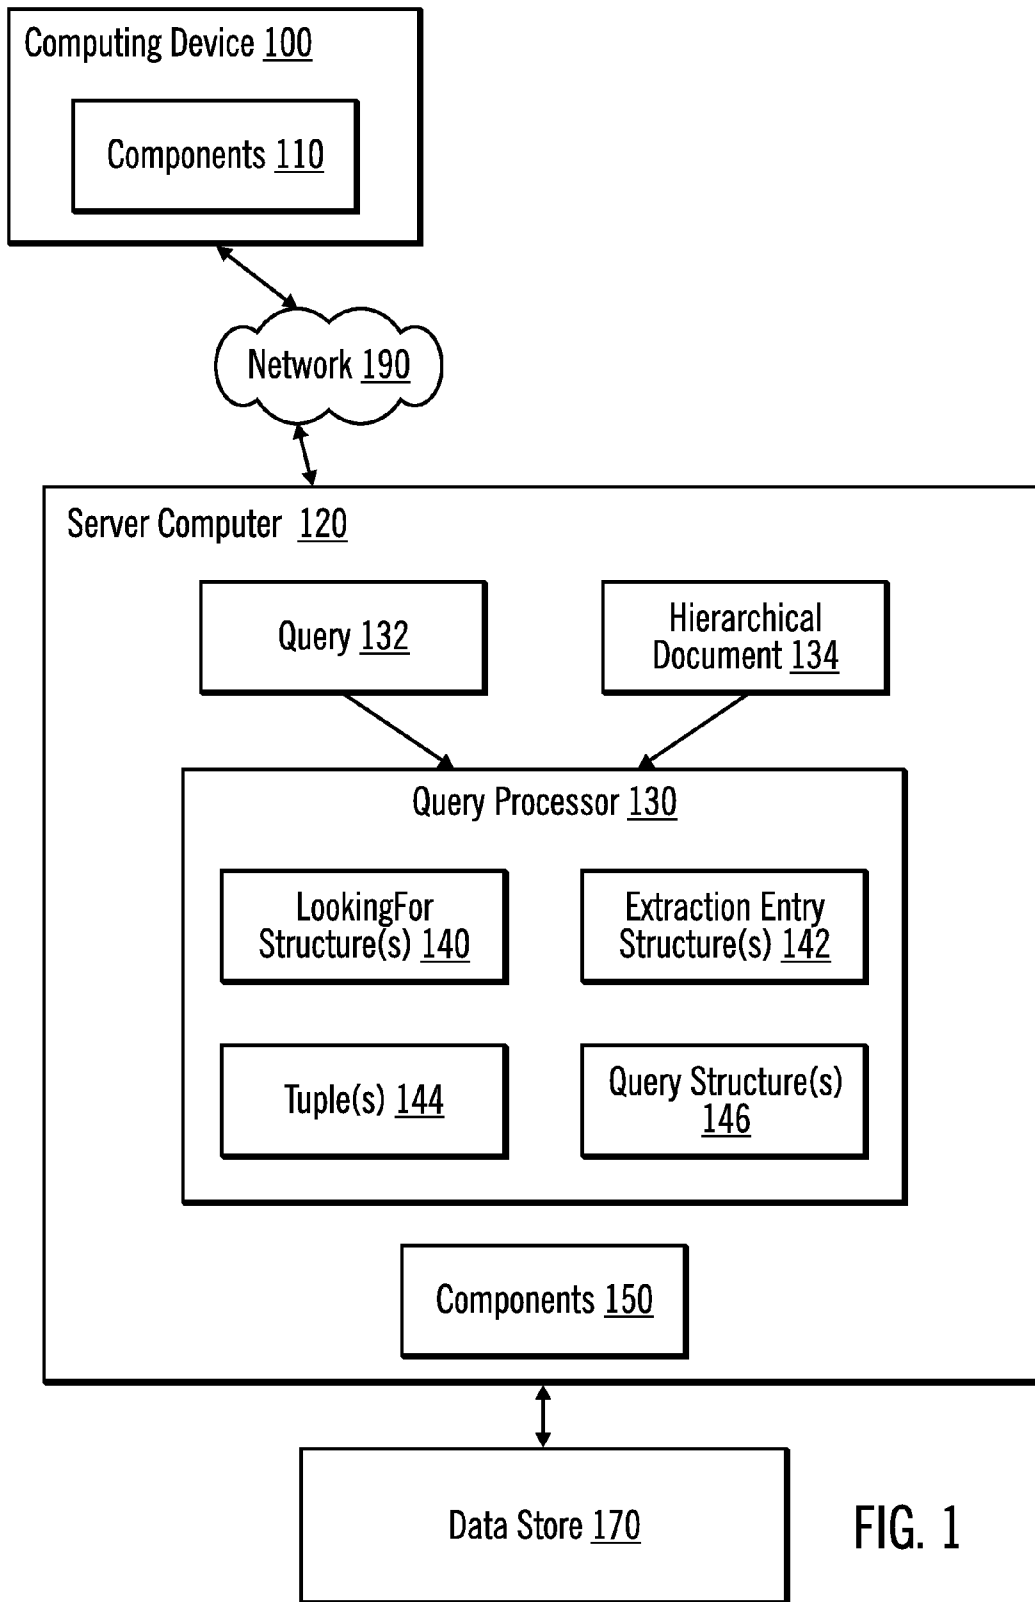 Computing Device 100
Components 110
Network 190
Server Computer 120
Query 132
Hierarchical
Document 134
Query Processor 130
LookingFor
Structure(s) 140
Extraction Entry
Structure(s) 142
Tuple(s) 144
Query Structure(s)
146
Components 150
Data Store 170
FIG. 1